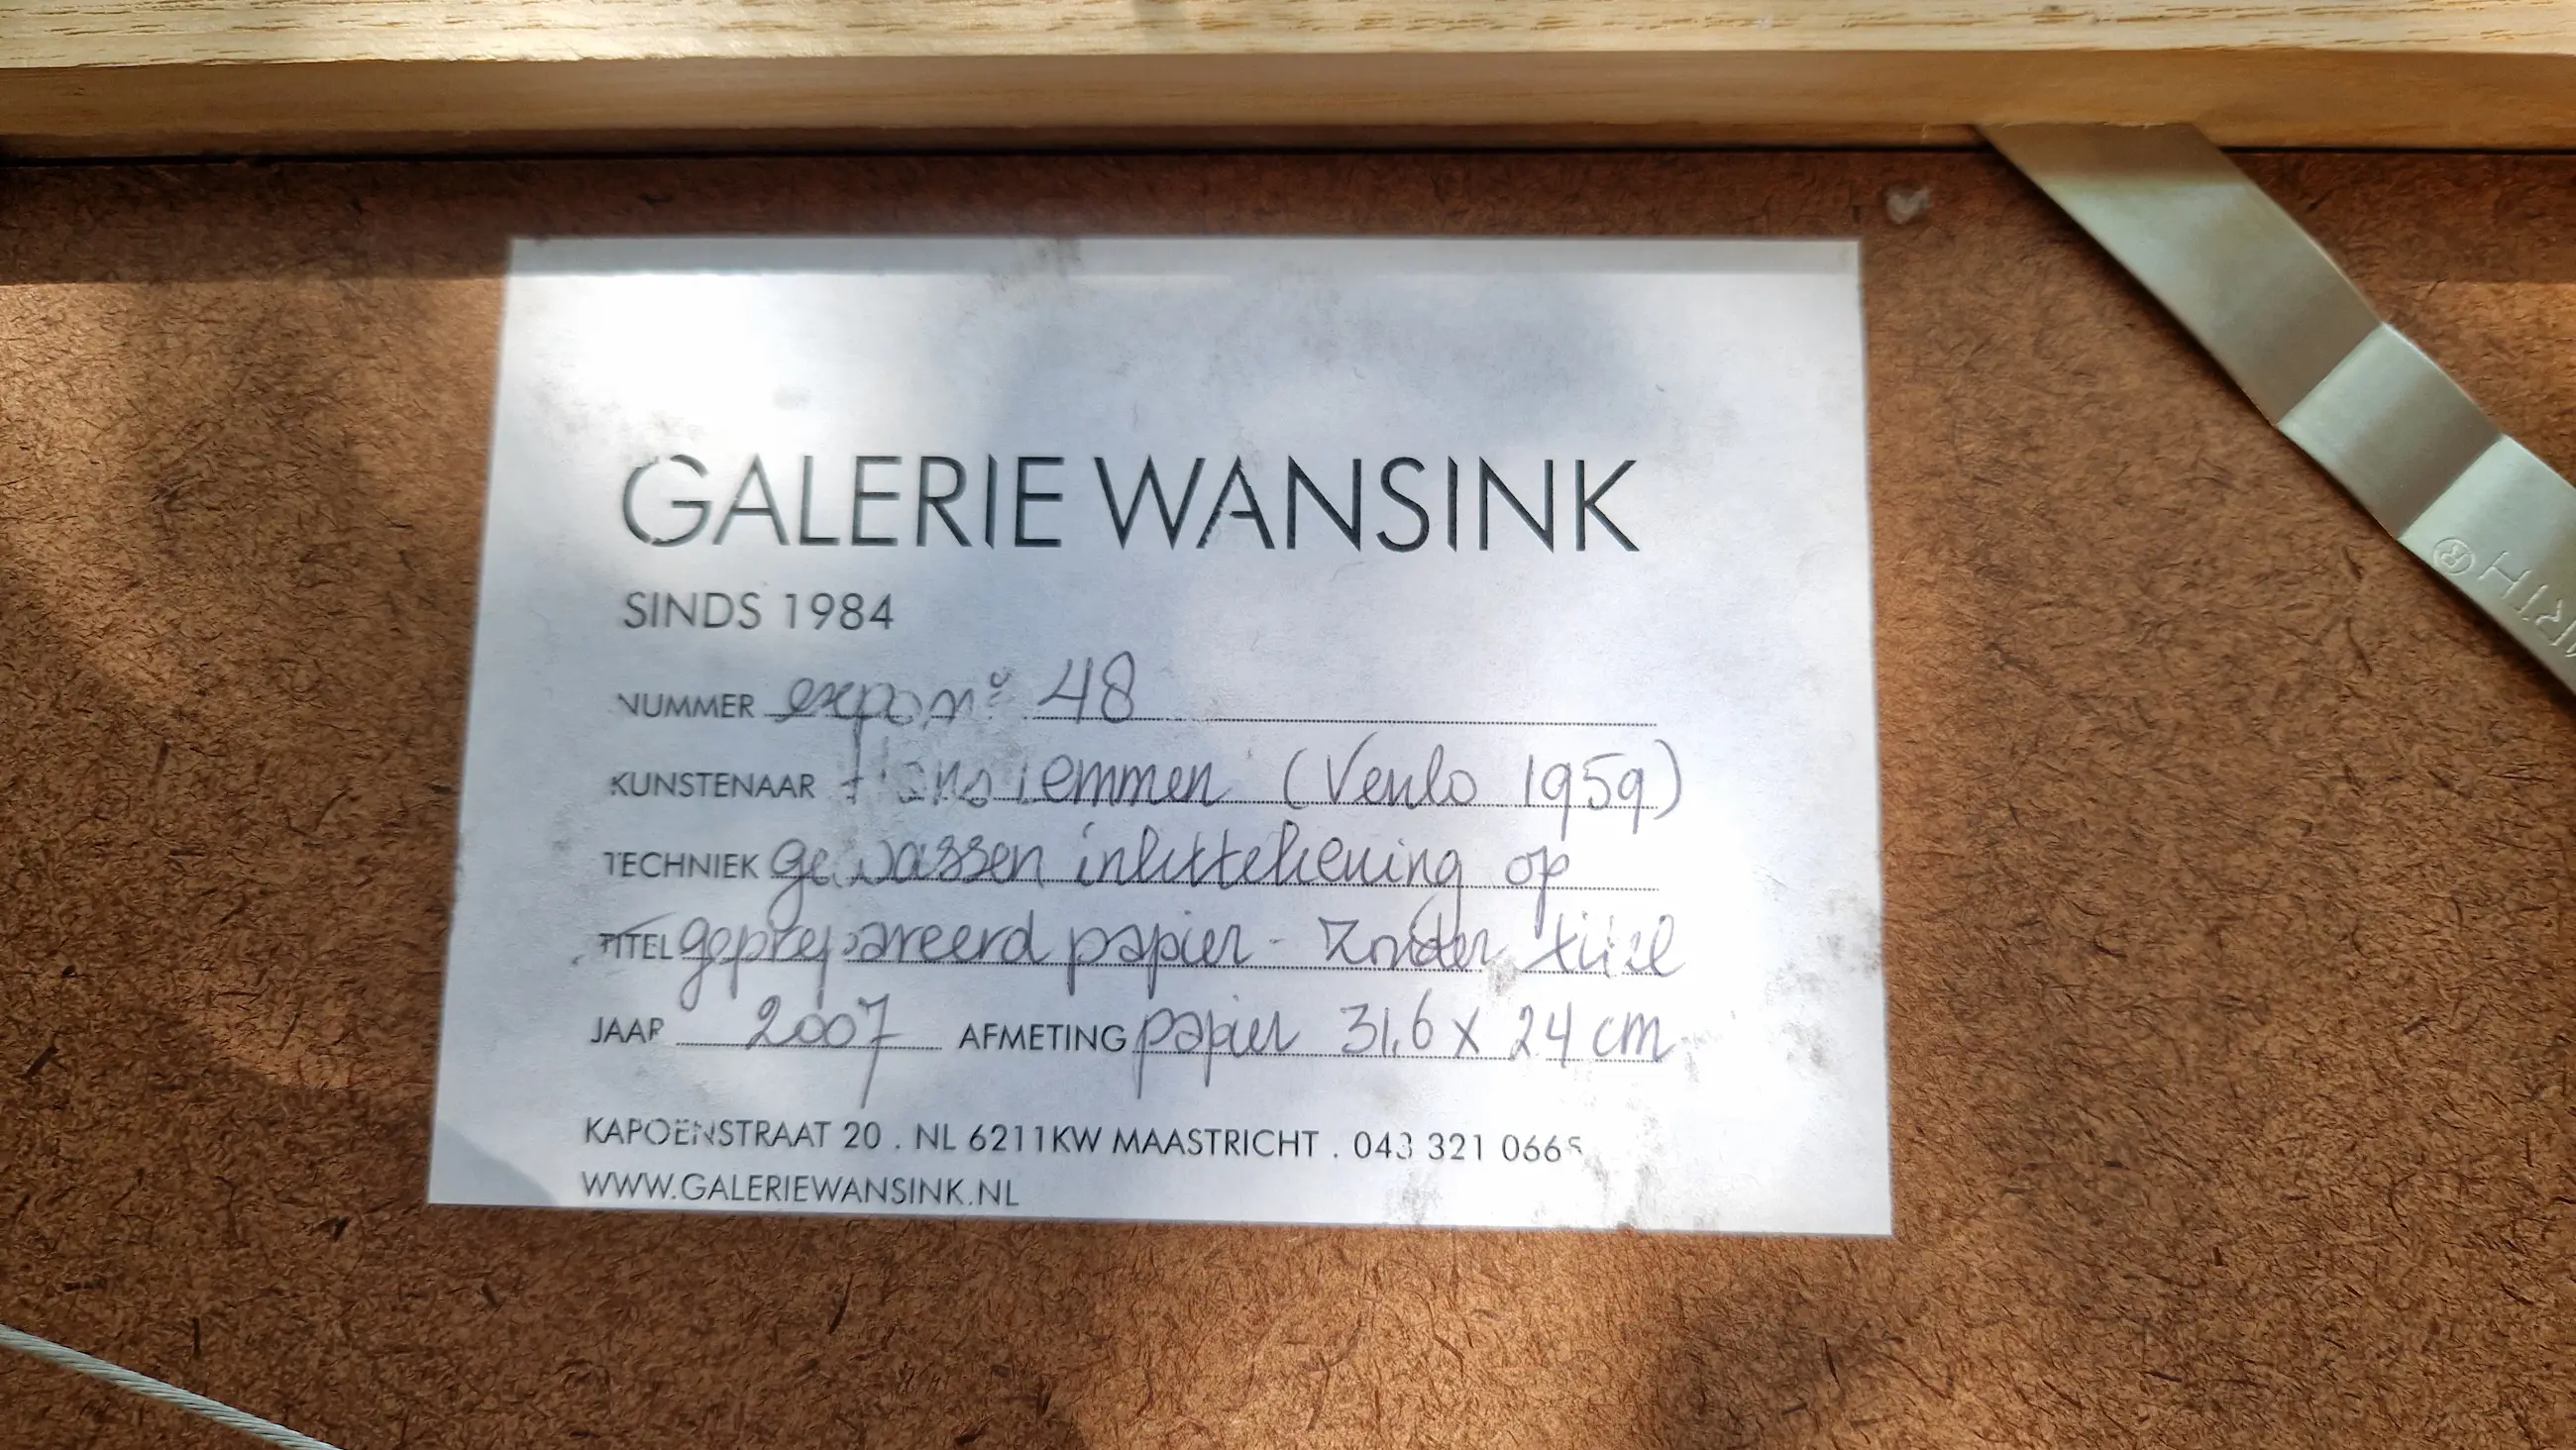 GALERIE WANSINK
SINDS 1984
NUMMER expo nº 48
KUNSTENAAR Hans Lemmen (Venlo 1959)
TECHNIEK gewassen inkttekening op
TITEL geprepareerd papier - Zonder titel
JAAR 2007 AFMETING papier 31,6 x 24 cm
KAPOENSTRAAT 20 . NL 6211KW MAASTRICHT . 043 321 0665
WWW.GALERIEWANSINK.NL